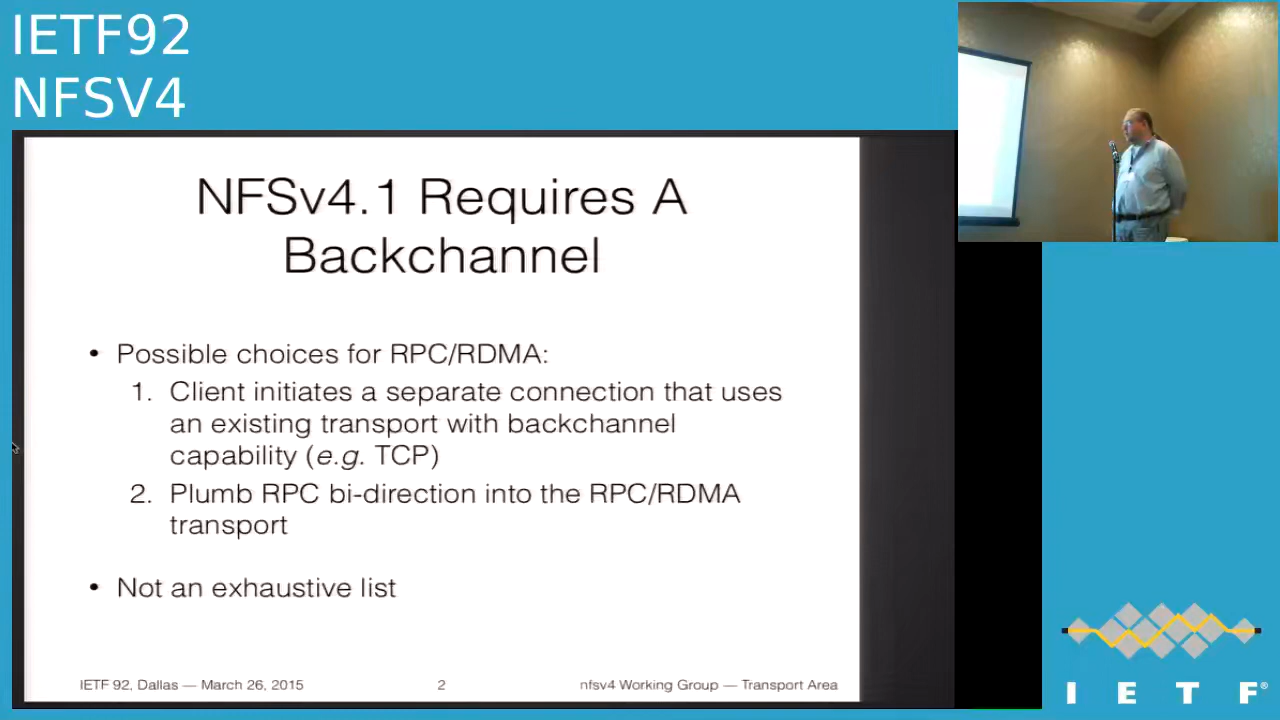 IETF92
NFSV4
NFSv4.1 Requires A
Backchannel
• Possible choices for RPC/RDMA:
1. Client initiates a separate connection that uses
an existing transport with backchannel
capability (e.g. TCP)
2. Plumb RPC bi-direction into the RPC/RDMA
transport
• Not an exhaustive list
IETF 92, Dallas — March 26, 2015 2 nfsv4 Working Group — Transport Area
I E T F®